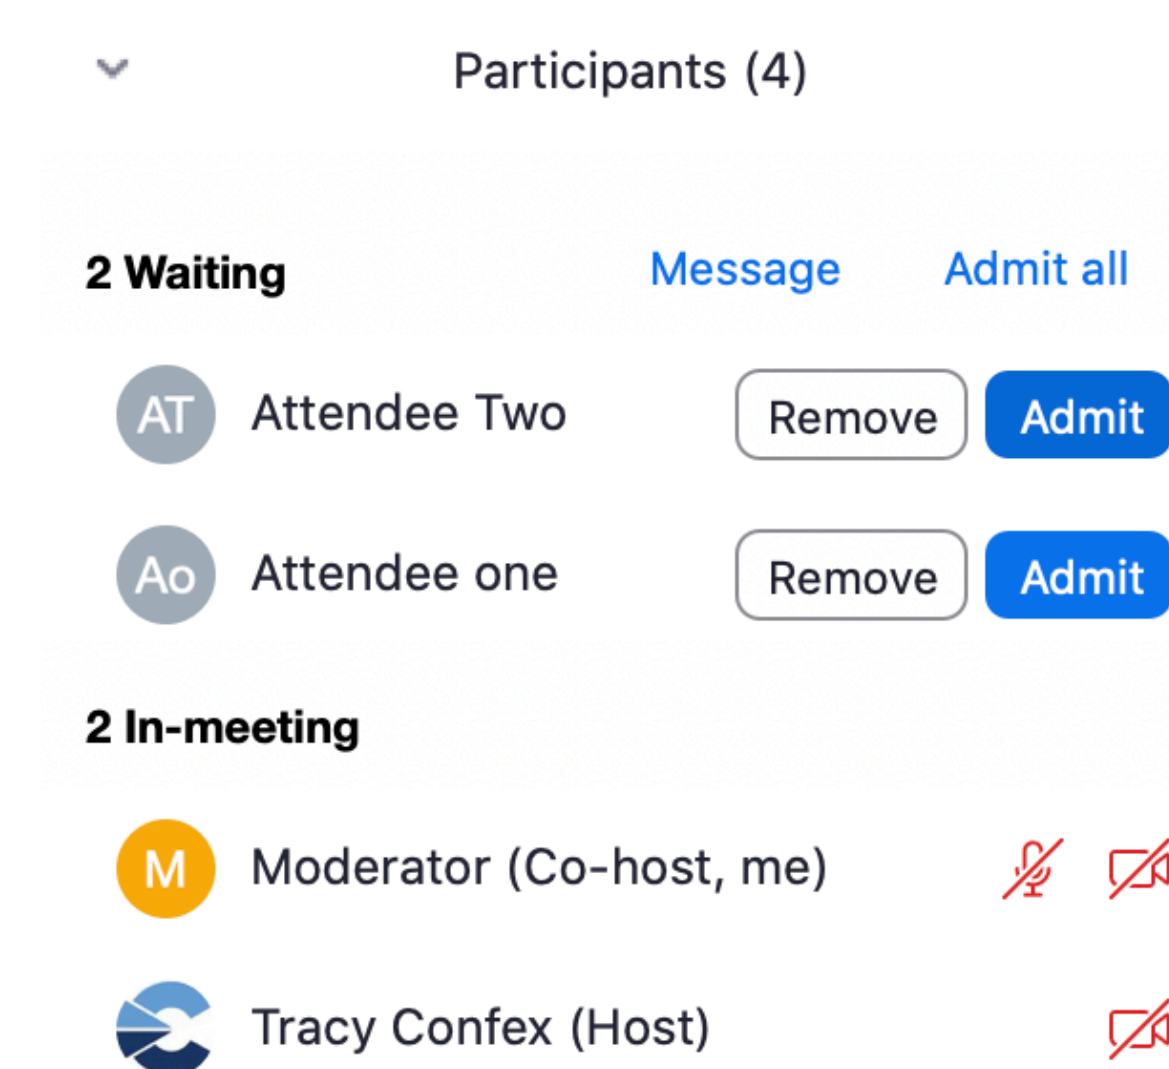 Participants (4)
2 Waiting Message Admit all
AT Attendee Two Remove Admit
Ao Attendee one Remove Admit
2 In-meeting
M Moderator (Co-host, me)
Tracy Confex (Host)